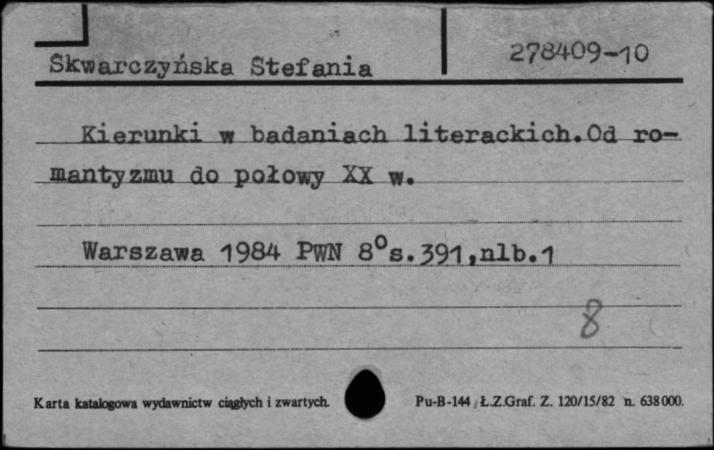 278409-10
Skwarczyńska Stefania
Kierunki w badaniach literackich.Od ro-
mantyzmu do połowy XX w.
Warszawa 1984 PWN 8°s.391,nlb.1
8
Karta katalogowa wydawnictw ciągłych i zwartych.
Pu-B-144 Ł.Z.Graf. Z. 120/15/82 n. 638000.